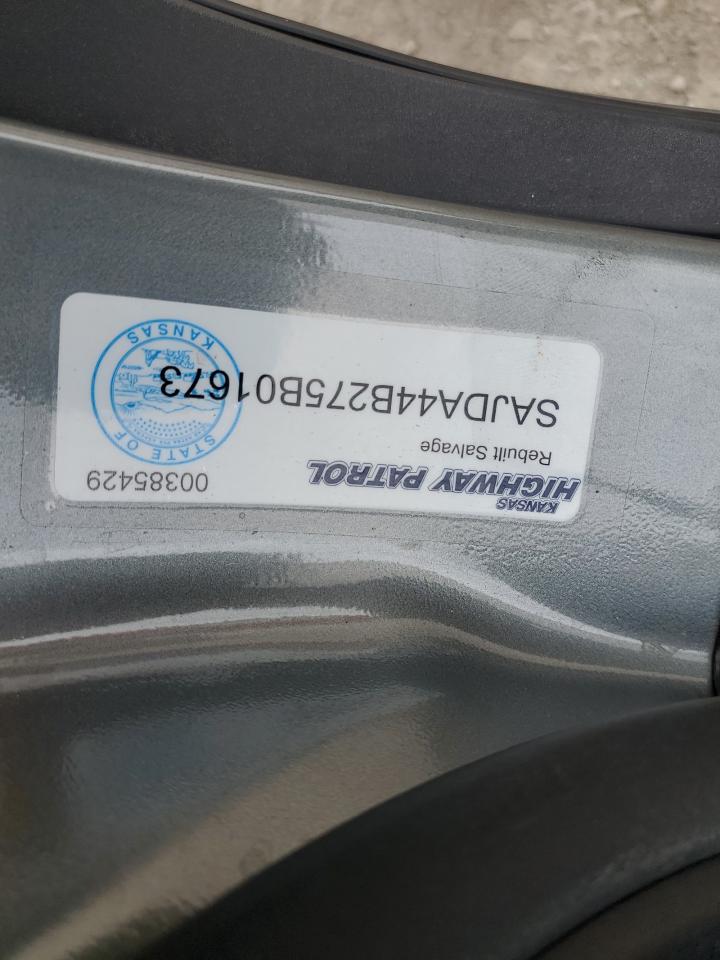 KANSAS
HIGHWAY PATROL
00385429
Rebuilt Salvage
SAJDA44B275B01673
STATE OF
KANSAS